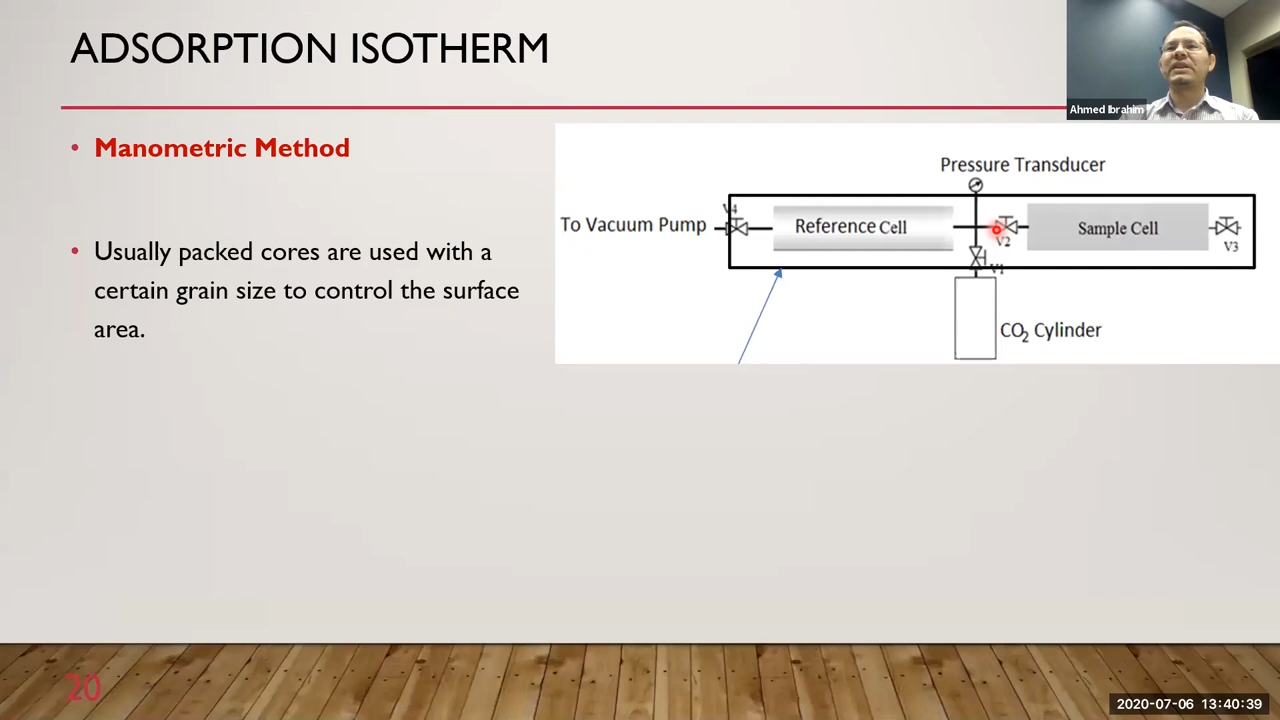 ADSORPTION ISOTHERM
Ahmed Ibrahim
• Manometric Method
• Usually packed cores are used with a
certain grain size to control the surface
area.
Pressure Transducer
V4
To Vacuum Pump
Reference Cell
V2
Sample Cell
V3
V1
CO₂ Cylinder
20
2020-07-06 13:40:39